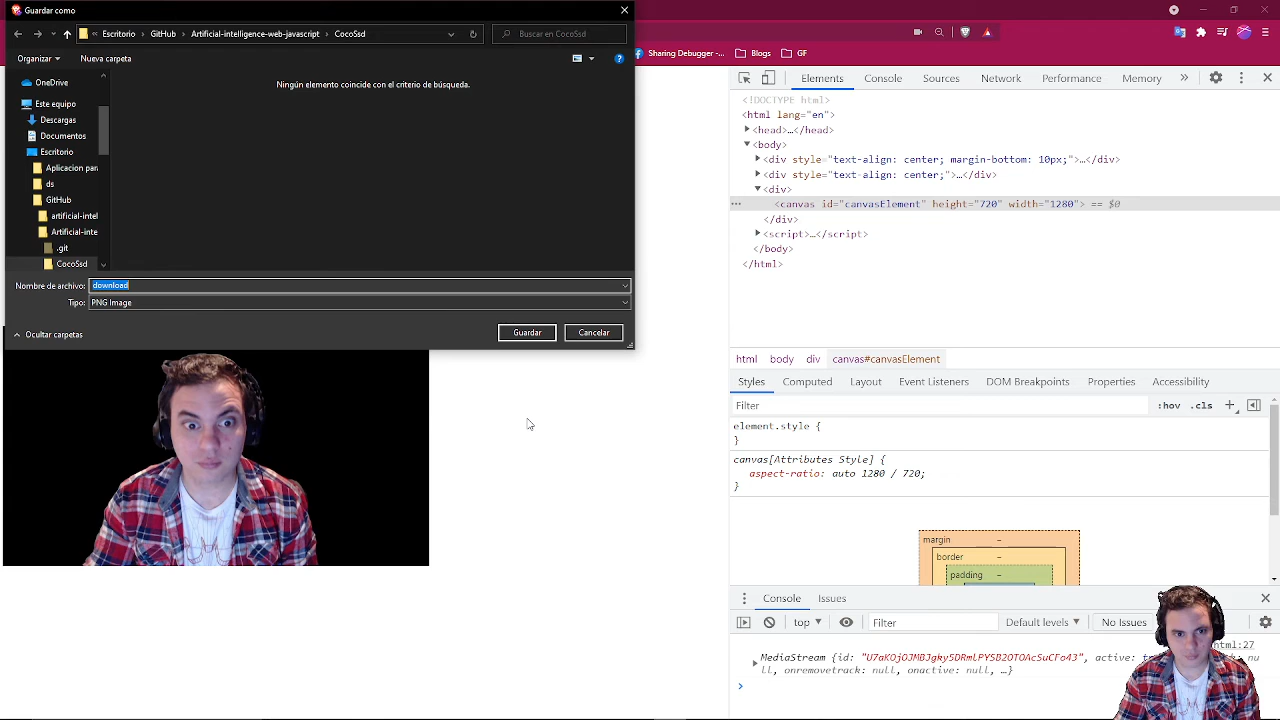 Guardar como
« Escritorio > GitHub > Artificial-intelligence-web-javascript > CocoSsd
Buscar en CocoSsd
Sharing Debugger -...
Blogs
GF
Organizar
Nueva carpeta
OneDrive
Este equipo
Descargas
Documentos
Escritorio
Aplicacion par
ds
GitHub
artificial-intel
Artificial-inte
.git
CocoSsd
Ningún elemento coincide con el criterio de búsqueda.
Nombre de archivo: download
Tipo: PNG Image
Ocultar carpetas
Guardar
Cancelar
Elements Console Sources Network Performance Memory »
<!DOCTYPE html>
<html lang="en">
<head>…</head>
<body>
<div style="text-align: center; margin-bottom: 10px;">…</div>
<div style="text-align: center;">…</div>
<div>
<canvas id="canvasElement" height="720" width="1280"> == $0
</div>
<script>…</script>
</body>
</html>
html body div canvas#canvasElement
Styles Computed Layout Event Listeners DOM Breakpoints Properties Accessibility
Filter :hov .cls +
element.style {
}
canvas[Attributes Style] {
aspect-ratio: auto 1280 / 720;
}
margin –
border –
padding –
Console Issues
top Filter Default levels No Issues
html:27
MediaStream {id: ", active:
ll, onremovetrack: null, onactive: null, …}